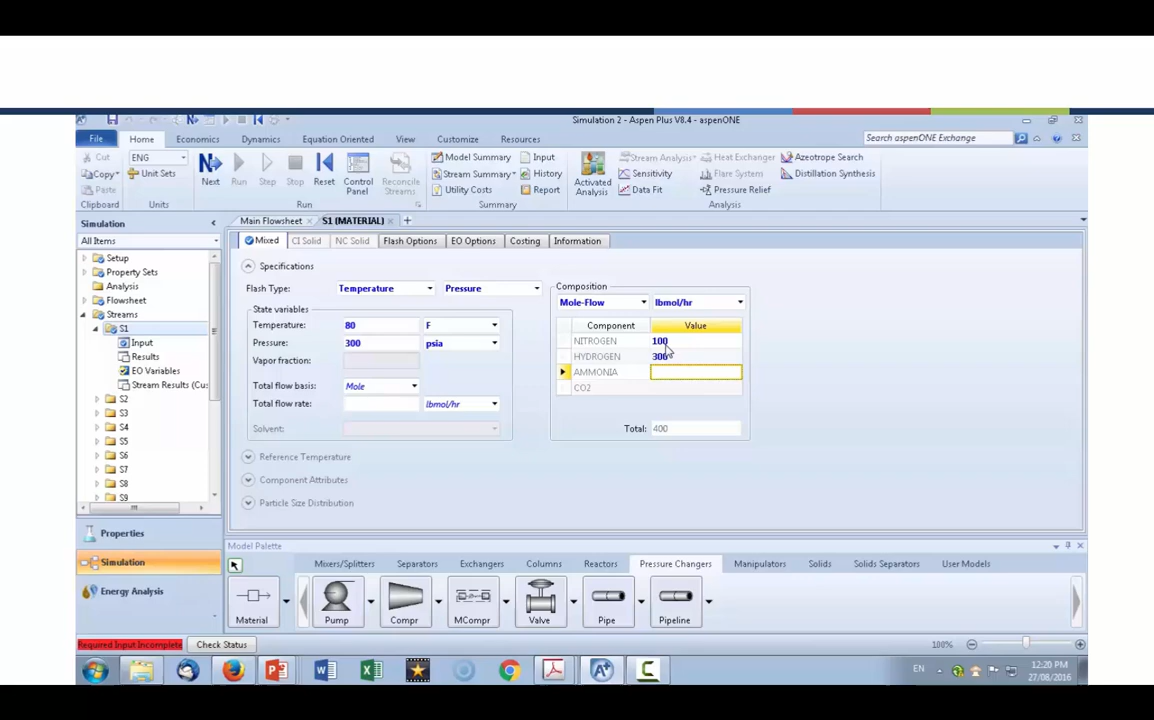 Simulation 2 - Aspen Plus V8.4 - aspenONE
File Home Economics Dynamics Equation Oriented View Customize Resources Search aspenONE Exchange
Cut ENG Model Summary Input Stream Analysis Heat Exchanger Azeotrope Search
Copy Unit Sets Next Run Step Stop Reset Control Panel Reconcile Streams Stream Summary History Activated Analysis Sensitivity Flare System Distillation Synthesis
Paste Utility Costs Report Data Fit Pressure Relief
Clipboard Units Run Summary Analysis
Simulation Main Flowsheet S1 (MATERIAL)
All Items Mixed CI Solid NC Solid Flash Options EO Options Costing Information
Setup
Property Sets
Analysis
Flowsheet
Streams
S1
Input
Results
EO Variables
Stream Results (Cus
S2
S3
S4
S5
S6
S7
S8
S9
Specifications
Flash Type: Temperature Pressure
State variables
Temperature: 80 F
Pressure: 300 psia
Vapor fraction:
Total flow basis: Mole
Total flow rate: lbmol/hr
Solvent:
Composition
Mole-Flow lbmol/hr
Component Value
NITROGEN 100
HYDROGEN 300
AMMONIA
CO2
Total: 400
Reference Temperature
Component Attributes
Particle Size Distribution
Properties
Simulation
Energy Analysis
Model Palette
Mixers/Splitters Separators Exchangers Columns Reactors Pressure Changers Manipulators Solids Solids Separators User Models
Material Pump Compr MCompr Valve Pipe Pipeline
Required Input Incomplete Check Status 100%
EN 12:20 PM
27/08/2016